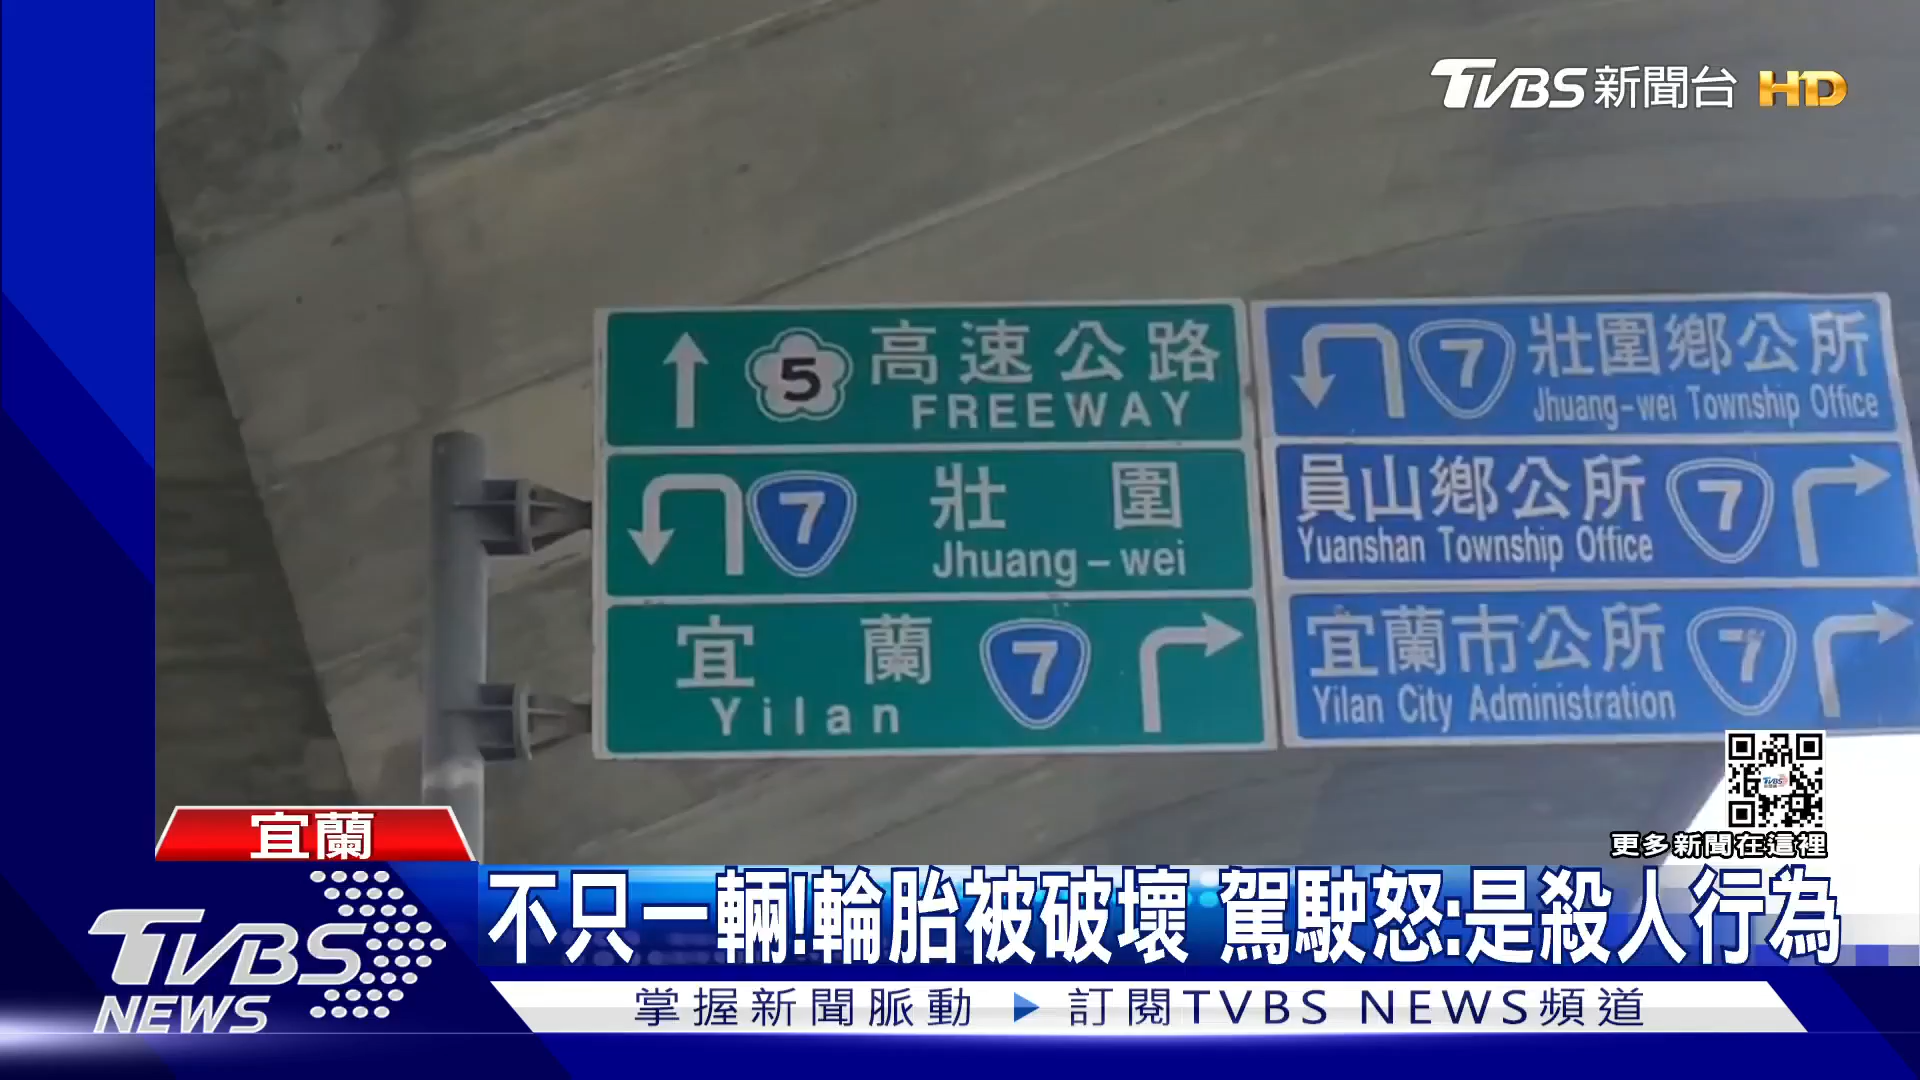 TVBS新聞台 HD
5 高速公路
FREEWAY
7 壯圍
Jhuang-wei
宜蘭 7
Yilan
7 壯圍鄉公所
Jhuang-wei Township Office
員山鄉公所 7
Yuanshan Township Office
宜蘭市公所 7
Yilan City Administration
TVBS
更多新聞在這裡
宜蘭
不只一輛!輪胎被破壞 駕駛怒:是殺人行為
TVBS
NEWS
掌握新聞脈動 ▶ 訂閱TVBS NEWS頻道